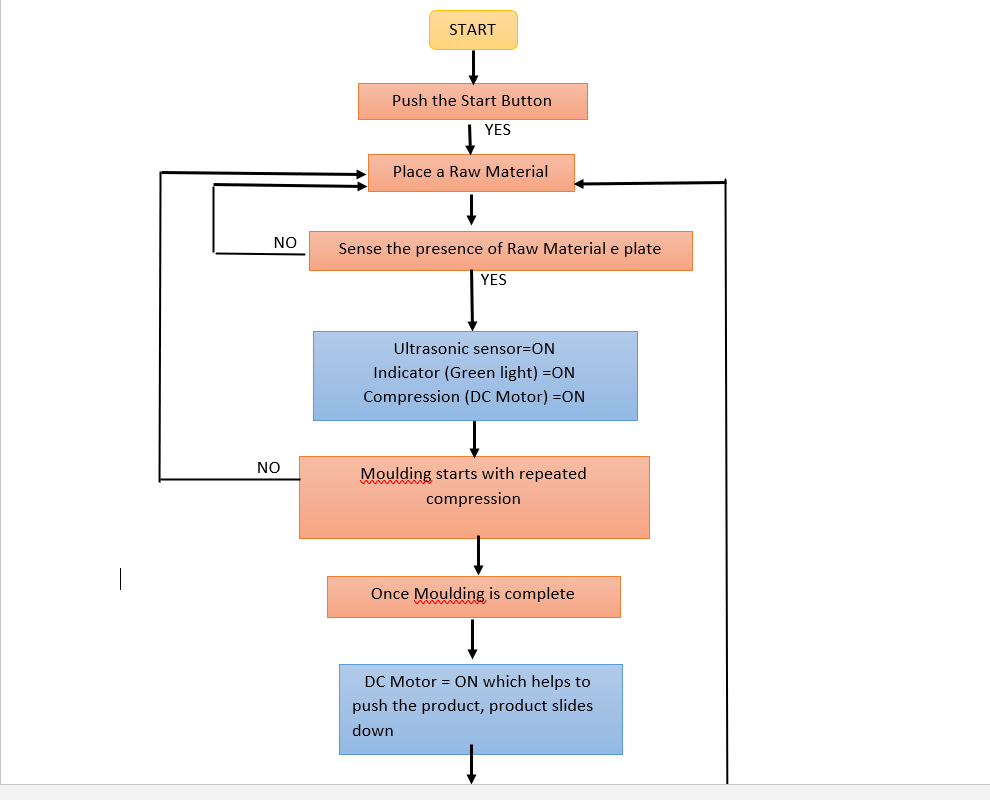 START
Push the Start Button
YES
Place a Raw Material
NO
Sense the presence of Raw Material e plate
YES
Ultrasonic sensor=ON
Indicator (Green light) =ON
Compression (DC Motor) =ON
NO
Moulding starts with repeated
compression
Once Moulding is complete
DC Motor = ON which helps to
push the product, product slides
down